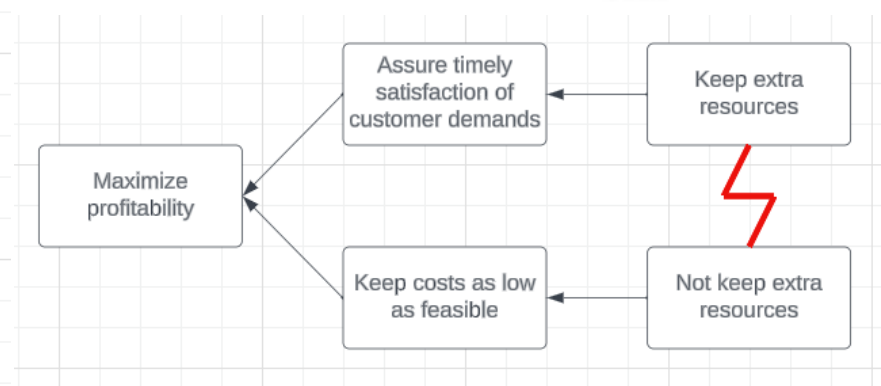 Assure timely
satisfaction of
customer demands
Keep extra
resources
Maximize
profitability
Keep costs as low
as feasible
Not keep extra
resources